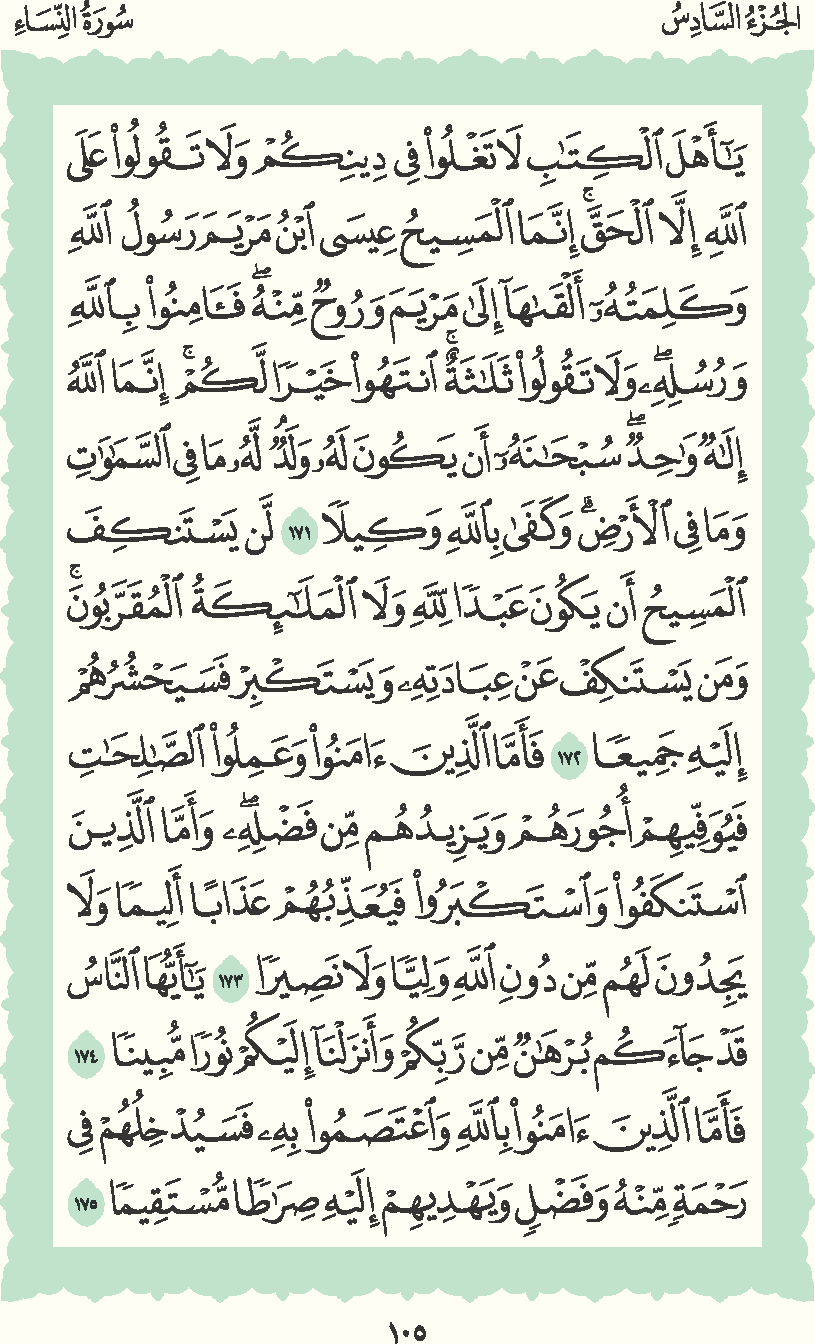 الجُزْءُ السَّادِسُ
سُورَةُ النِّسَاءِ
يَٰٓأَهْلَ ٱلْكِتَٰبِ لَا تَغْلُوا۟ فِى دِينِكُمْ وَلَا تَقُولُوا۟ عَلَى
ٱللَّهِ إِلَّا ٱلْحَقَّ ۚ إِنَّمَا ٱلْمَسِيحُ عِيسَى ٱبْنُ مَرْيَمَ رَسُولُ ٱللَّهِ
وَكَلِمَتُهُۥٓ أَلْقَىٰهَآ إِلَىٰ مَرْيَمَ وَرُوحٌ مِّنْهُ ۖ فَـَٔامِنُوا۟ بِٱللَّهِ
وَرُسُلِهِۦ ۖ وَلَا تَقُولُوا۟ ثَلَٰثَةٌ ۚ ٱنتَهُوا۟ خَيْرًا لَّكُمْ ۚ إِنَّمَا ٱللَّهُ
إِلَٰهٌ وَٰحِدٌ ۖ سُبْحَٰنَهُۥٓ أَن يَكُونَ لَهُۥ وَلَدٌ ۘ لَّهُۥ مَا فِى ٱلسَّمَٰوَٰتِ
وَمَا فِى ٱلْأَرْضِ ۗ وَكَفَىٰ بِٱللَّهِ وَكِيلًا ١٧١ لَّن يَسْتَنكِفَ
ٱلْمَسِيحُ أَن يَكُونَ عَبْدًا لِّلَّهِ وَلَا ٱلْمَلَٰٓئِكَةُ ٱلْمُقَرَّبُونَ ۚ
وَمَن يَسْتَنكِفْ عَنْ عِبَادَتِهِۦ وَيَسْتَكْبِرْ فَسَيَحْشُرُهُمْ
إِلَيْهِ جَمِيعًا ١٧٢ فَأَمَّا ٱلَّذِينَ ءَامَنُوا۟ وَعَمِلُوا۟ ٱلصَّٰلِحَٰتِ
فَيُوَفِّيهِمْ أُجُورَهُمْ وَيَزِيدُهُم مِّن فَضْلِهِۦ ۖ وَأَمَّا ٱلَّذِينَ
ٱسْتَنكَفُوا۟ وَٱسْتَكْبَرُوا۟ فَيُعَذِّبُهُمْ عَذَابًا أَلِيمًا وَلَا
يَجِدُونَ لَهُم مِّن دُونِ ٱللَّهِ وَلِيًّا وَلَا نَصِيرًا ١٧٣ يَٰٓأَيُّهَا ٱلنَّاسُ
قَدْ جَآءَكُم بُرْهَٰنٌ مِّن رَّبِّكُمْ وَأَنزَلْنَآ إِلَيْكُمْ نُورًا مُّبِينًا ١٧٤
فَأَمَّا ٱلَّذِينَ ءَامَنُوا۟ بِٱللَّهِ وَٱعْتَصَمُوا۟ بِهِۦ فَسَيُدْخِلُهُمْ فِى
رَحْمَةٍ مِّنْهُ وَفَضْلٍ وَيَهْدِيهِمْ إِلَيْهِ صِرَٰطًا مُّسْتَقِيمًا ١٧٥
١٠٥